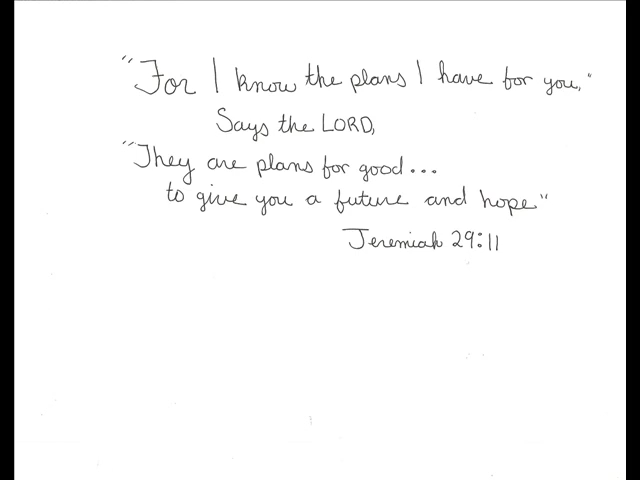 "For I know the plans I have for you,"
Says the LORD,
"They are plans for good...
to give you a future and hope"
Jeremiah 29:11